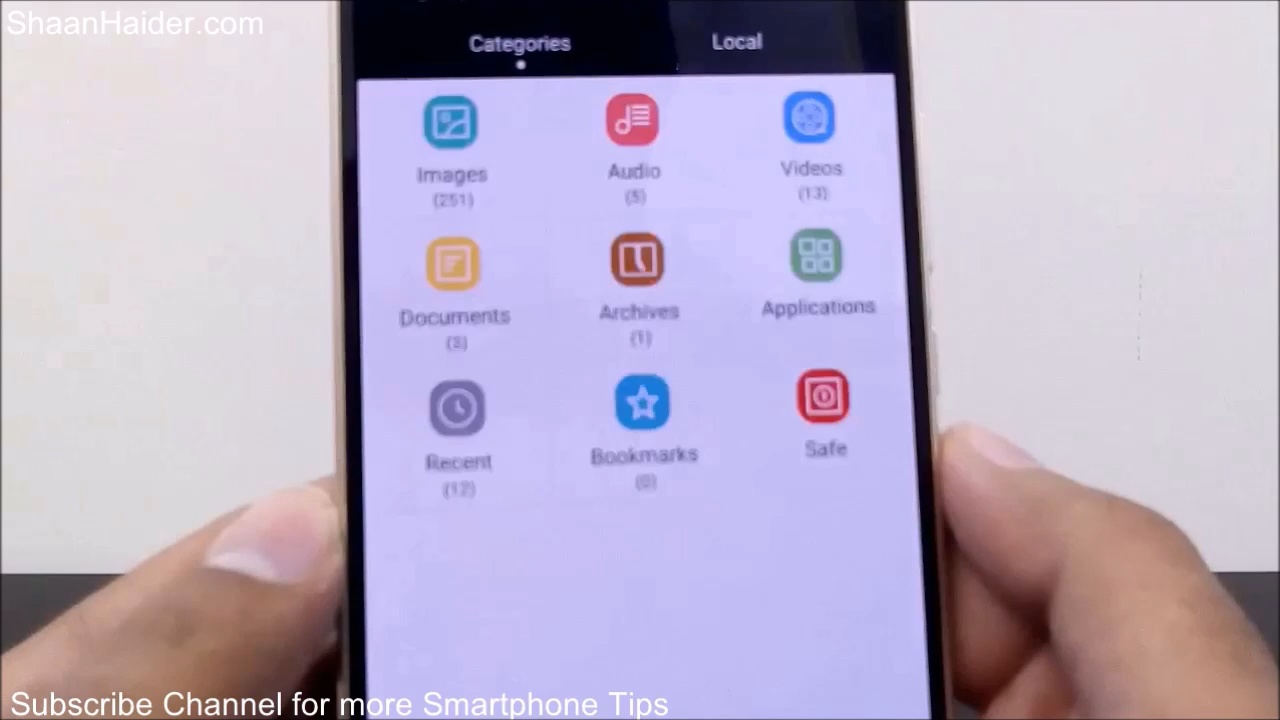 ShaanHaider.com
Categories Local
Images Audio Videos
(251) (5) (13)
Documents Archives Applications
(3) (1)
Recent Bookmarks Safe
(12) (0)
Subscribe Channel for more Smartphone Tips